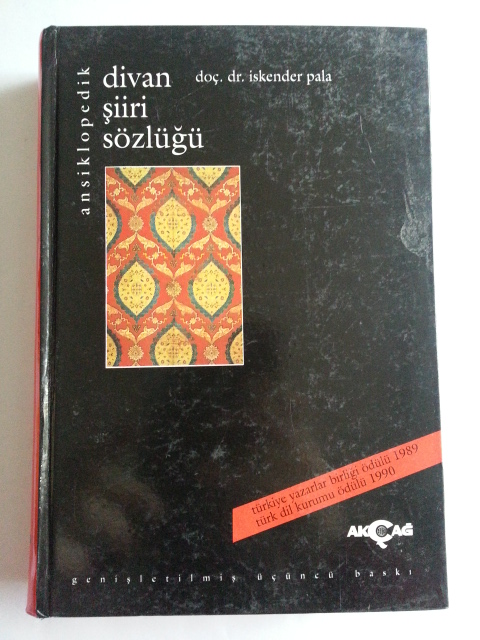 ansiklopedik
divan
şiiri
sözlüğü
doç. dr. iskender pala
türkiye yazarlar birliği ödülü 1989
türk dil kurumu ödülü 1990
AKÇAĞ
genişletilmiş üçüncü baskı